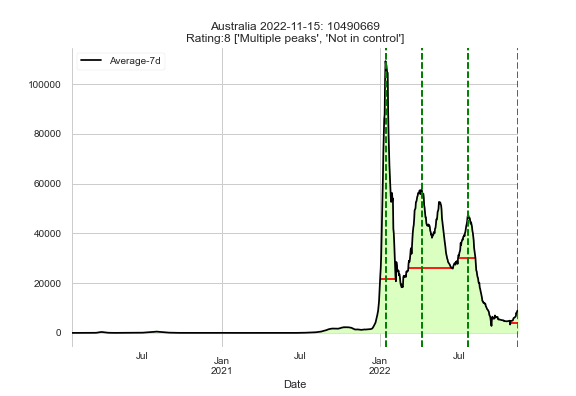 Australia 2022-11-15: 10490669
Rating:8 ['Multiple peaks', 'Not in control']
Average-7d
100000
80000
60000
40000
20000
0
Jul
Jan
2021
Jul
Jan
2022
Jul
Date